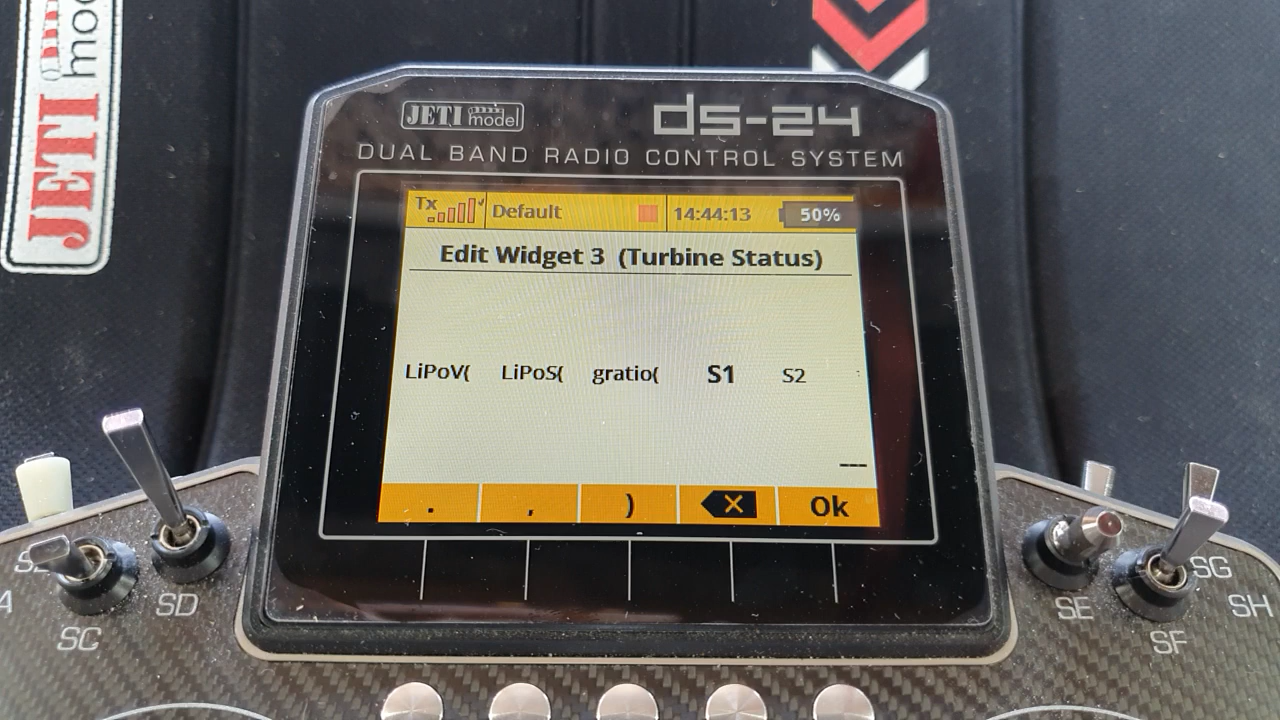 JETI model
JETI model
ds-24
DUAL BAND RADIO CONTROL SYSTEM
Tx Default 14:44:13 50%
Edit Widget 3 (Turbine Status)
LiPoV( LiPoS( gratio( S1 S2
. , ) X Ok
SC
SD
SE
SF
SG
SH